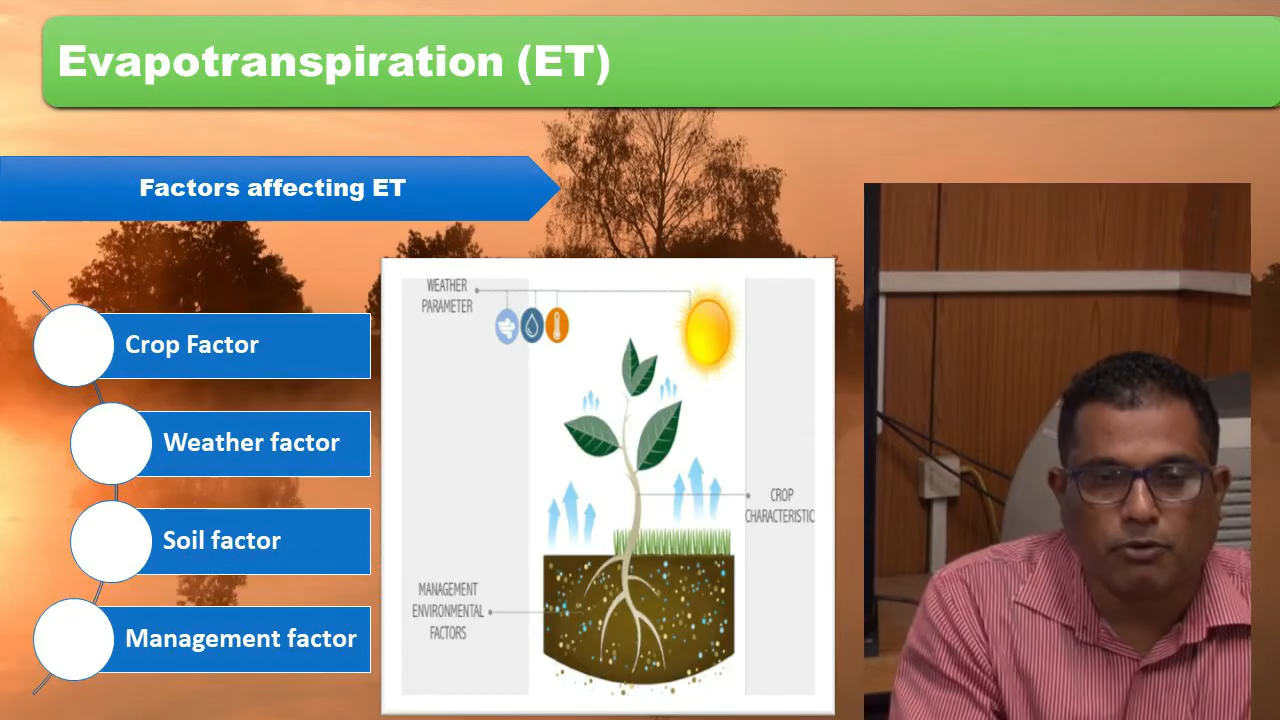 Evapotranspiration (ET)
Factors affecting ET
Crop Factor
Weather factor
Soil factor
Management factor
WEATHER
PARAMETER
CROP
CHARACTERISTIC
MANAGEMENT
ENVIRONMENTAL
FACTORS